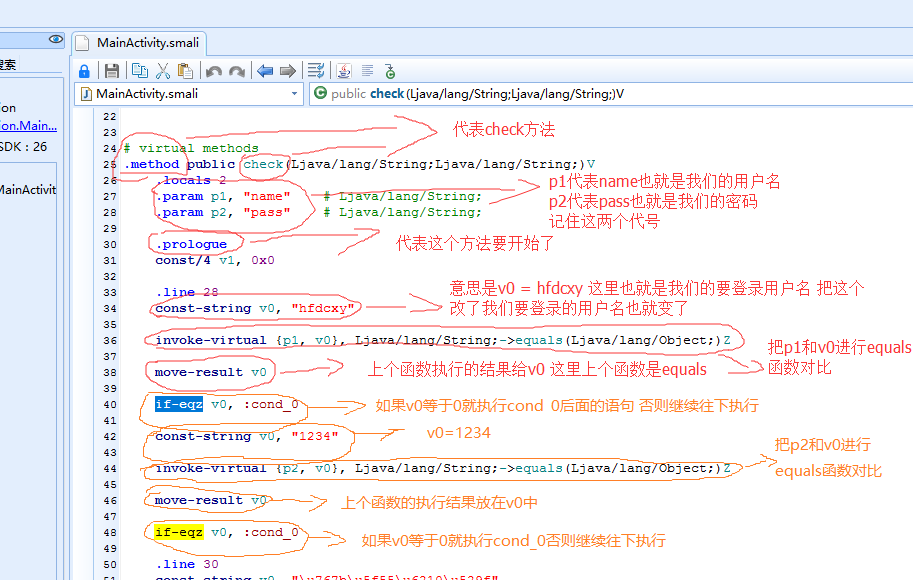 MainActivity.smali
搜索
MainActivity.smali
public check(Ljava/lang/String;Ljava/lang/String;)V
ion
ion.Main...
SDK : 26
MainActivit
22
23
24 # virtual methods
25 .method public check(Ljava/lang/String;Ljava/lang/String;)V
26 .locals 2
27 .param p1, "name" # Ljava/lang/String;
28 .param p2, "pass" # Ljava/lang/String;
29
30 .prologue
31 const/4 v1, 0x0
32
33 .line 28
34 const-string v0, "hfdcxy"
35
36 invoke-virtual {p1, v0}, Ljava/lang/String;->equals(Ljava/lang/Object;)Z
37
38 move-result v0
39
40 if-eqz v0, :cond_0
41
42 const-string v0, "1234"
43
44 invoke-virtual {p2, v0}, Ljava/lang/String;->equals(Ljava/lang/Object;)Z
45
46 move-result v0
47
48 if-eqz v0, :cond_0
49
50 .line 30
51 const-string v0, "\u767b\u5f55\u6210\u529f"
代表check方法
p1代表name也就是我们的用户名
p2代表pass也就是我们的密码
记住这两个代号
代表这个方法要开始了
意思是v0 = hfdcxy 这里也就是我们的要登录用户名 把这个
改了我们要登录的用户名也就变了
把p1和v0进行equals
函数对比
上个函数执行的结果给v0 这里上个函数是equals
如果v0等于0就执行cond_0后面的语句 否则继续往下执行
v0=1234
把p2和v0进行
equals函数对比
上个函数的执行结果放在v0中
如果v0等于0就执行cond_0否则继续往下执行